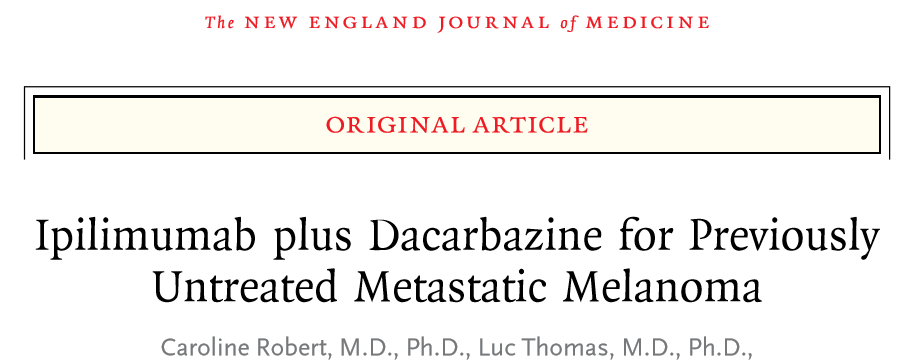 The NEW ENGLAND JOURNAL of MEDICINE
ORIGINAL ARTICLE
Ipilimumab plus Dacarbazine for Previously
Untreated Metastatic Melanoma
Caroline Robert, M.D., Ph.D., Luc Thomas, M.D., Ph.D.,